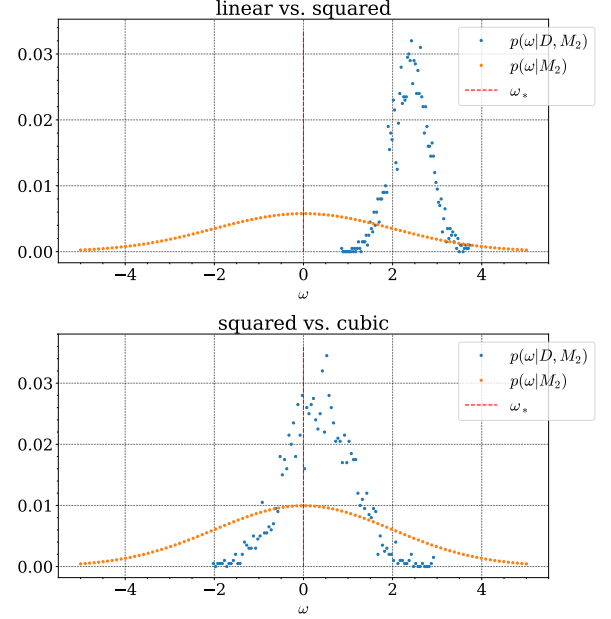 linear vs. squared
0.03
0.02
0.01
0.00
p(ω|D, M₂)
p(ω|M₂)
ω*
−4 −2 0 2 4
ω
squared vs. cubic
0.03
0.02
0.01
0.00
p(ω|D, M₂)
p(ω|M₂)
ω*
−4 −2 0 2 4
ω